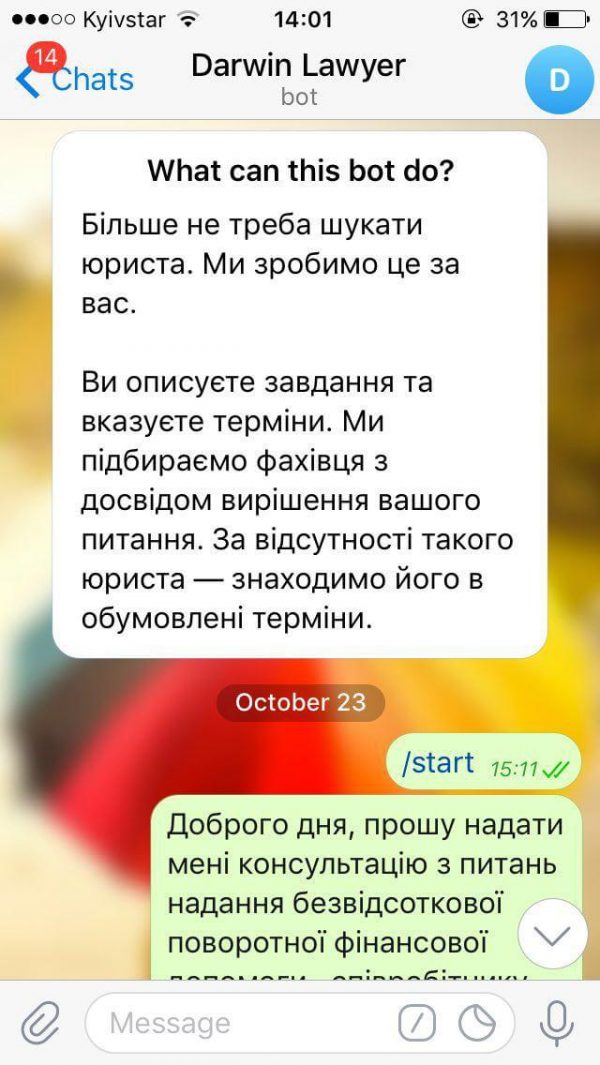 Kyivstar 14:01 31%
14
Chats
Darwin Lawyer
bot
D
What can this bot do?
Більше не треба шукати
юриста. Ми зробимо це за
вас.
Ви описуєте завдання та
вказуєте терміни. Ми
підбираємо фахівця з
досвідом вирішення вашого
питання. За відсутності такого
юриста — знаходимо його в
обумовлені терміни.
October 23
/start 15:11
Доброго дня, прошу надати
мені консультацію з питань
надання безвідсоткової
поворотної фінансової
допомоги співробітнику
Message